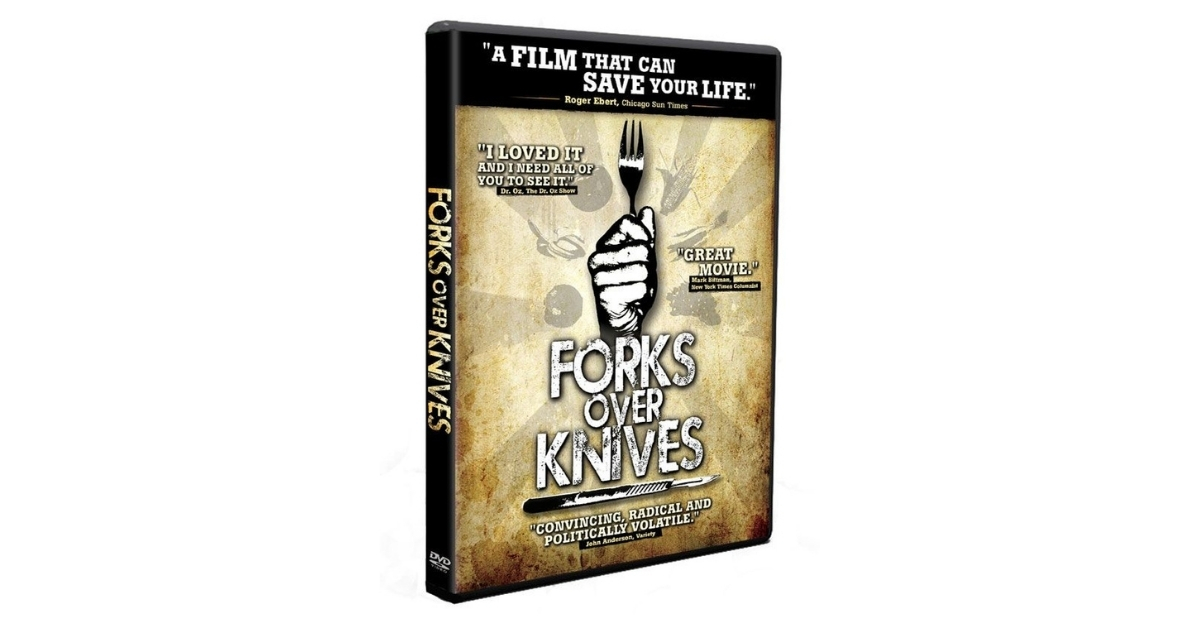 "A FILM THAT CAN
SAVE YOUR LIFE."
Roger Ebert, Chicago Sun Times
"I LOVED IT
AND I NEED ALL OF
YOU TO SEE IT."
Dr. Oz, The Dr. Oz Show
"GREAT
MOVIE."
Mark Bittman,
New York Times Columnist
FORKS
OVER
KNIVES
"CONVINCING, RADICAL AND
POLITICALLY VOLATILE."
John Anderson, Variety
FORKS OVER KNIVES
DVD
VIDEO